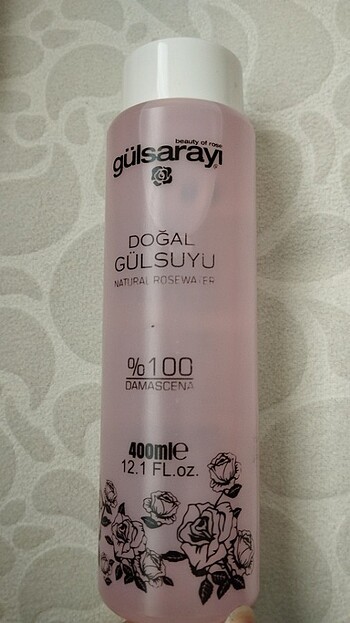 beauty of rose
gülsarayı
DOĞAL
GÜLSUYU
NATURAL ROSEWATER
%100
DAMASCENA
400ml℮
12.1 FL.oz.